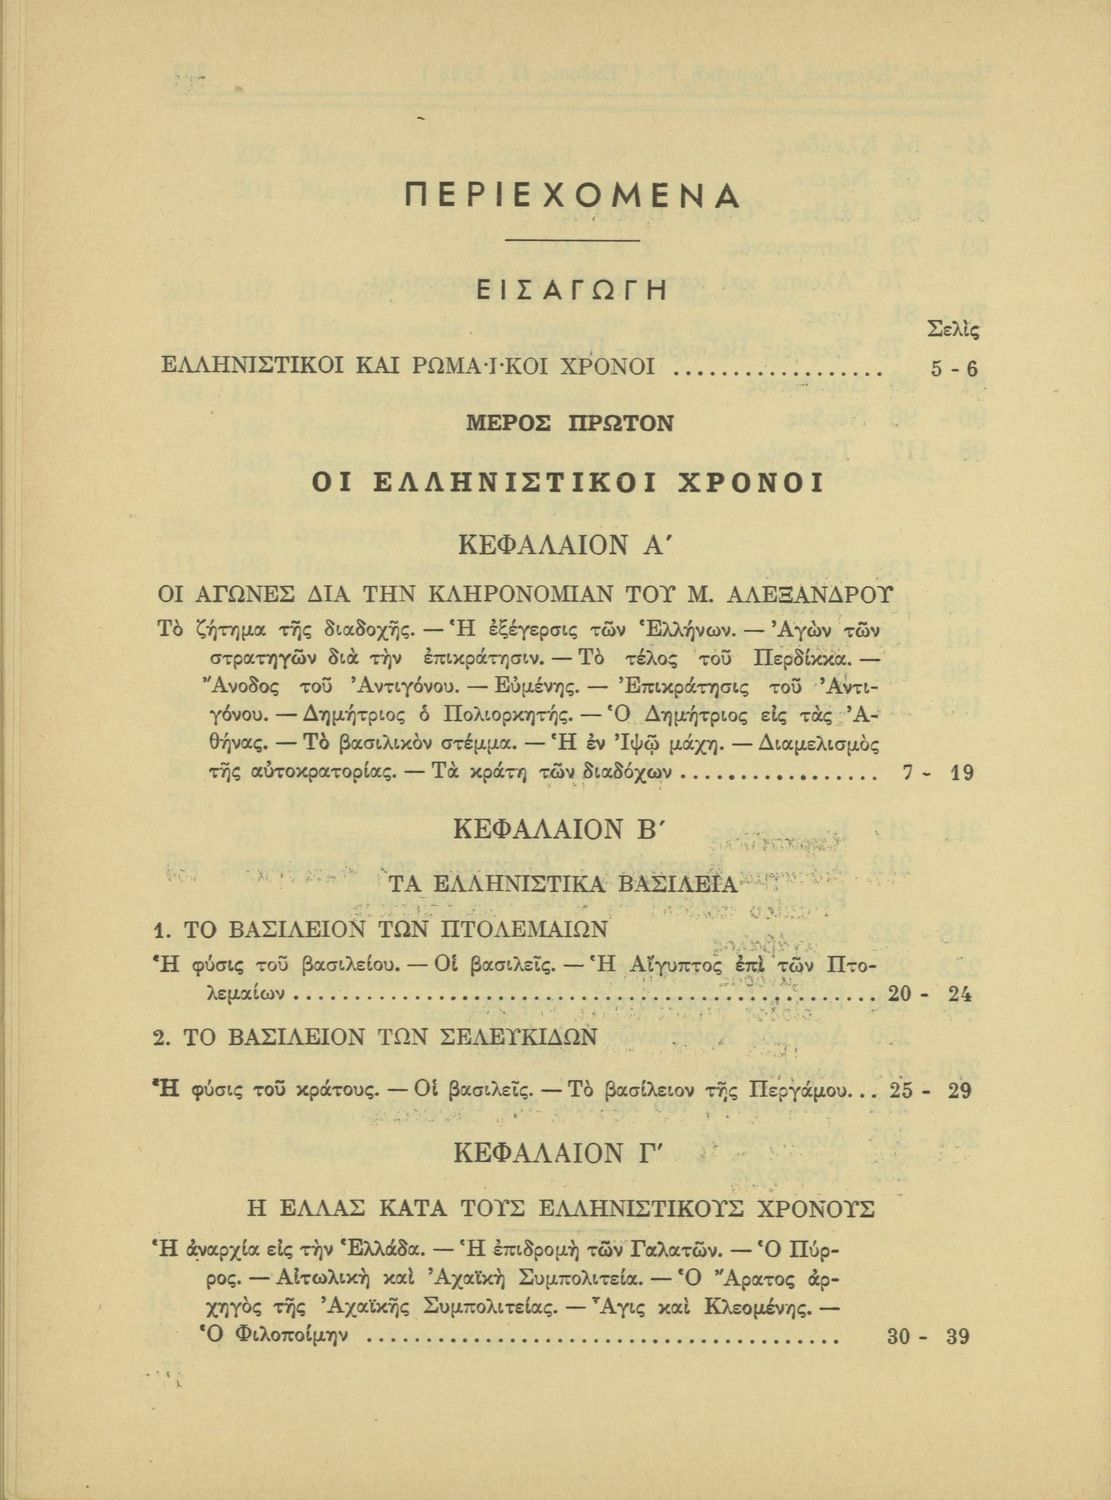 ΠΕΡΙΕΧΟΜΕΝΑ
ΕΙΣΑΓΩΓΗ
Σελὶς
ΕΛΛΗΝΙΣΤΙΚΟΙ ΚΑΙ ΡΩΜΑ·Ι·ΚΟΙ ΧΡΟΝΟΙ .................. 5 - 6
ΜΕΡΟΣ ΠΡΩΤΟΝ
ΟΙ ΕΛΛΗΝΙΣΤΙΚΟΙ ΧΡΟΝΟΙ
ΚΕΦΑΛΑΙΟΝ Α′
ΟΙ ΑΓΩΝΕΣ ΔΙΑ ΤΗΝ ΚΛΗΡΟΝΟΜΙΑΝ ΤΟΥ Μ. ΑΛΕΞΑΝΔΡΟΥ
Τὸ ζήτημα τῆς διαδοχῆς. — Ἡ ἐξέγερσις τῶν Ἑλλήνων. — Ἀγὼν τῶν
στρατηγῶν διὰ τὴν ἐπικράτησιν. — Τὸ τέλος τοῦ Περδίκκα. —
Ἄνοδος τοῦ Ἀντιγόνου. — Εὐμένης. — Ἐπικράτησις τοῦ Ἀντι-
γόνου. — Δημήτριος ὁ Πολιορκητής. — Ὁ Δημήτριος εἰς τὰς Ἀ-
θήνας. — Τὸ βασιλικὸν στέμμα. — Ἡ ἐν Ἰψῷ μάχη. — Διαμελισμὸς
τῆς αὐτοκρατορίας. — Τὰ κράτη τῶν διαδόχων ................. 7 - 19
ΚΕΦΑΛΑΙΟΝ Β′
ΤΑ ΕΛΛΗΝΙΣΤΙΚΑ ΒΑΣΙΛΕΙΑ
1. ΤΟ ΒΑΣΙΛΕΙΟΝ ΤΩΝ ΠΤΟΛΕΜΑΙΩΝ
Ἡ φύσις τοῦ βασιλείου. — Οἱ βασιλεῖς. — Ἡ Αἴγυπτος ἐπὶ τῶν Πτο-
λεμαίων .................................................. 20 - 24
2. ΤΟ ΒΑΣΙΛΕΙΟΝ ΤΩΝ ΣΕΛΕΥΚΙΔΩΝ
Ἡ φύσις τοῦ κράτους. — Οἱ βασιλεῖς. — Τὸ βασίλειον τῆς Περγάμου... 25 - 29
ΚΕΦΑΛΑΙΟΝ Γ′
Η ΕΛΛΑΣ ΚΑΤΑ ΤΟΥΣ ΕΛΛΗΝΙΣΤΙΚΟΥΣ ΧΡΟΝΟΥΣ
Ἡ ἀναρχία εἰς τὴν Ἑλλάδα. — Ἡ ἐπιδρομὴ τῶν Γαλατῶν. — Ὁ Πύρ-
ρος. — Αἰτωλικὴ καὶ Ἀχαϊκὴ Συμπολιτεία. — Ὁ Ἄρατος ἀρ-
χηγὸς τῆς Ἀχαϊκῆς Συμπολιτείας. — Ἆγις καὶ Κλεομένης. —
Ὁ Φιλοποίμην ........................................ 30 - 39